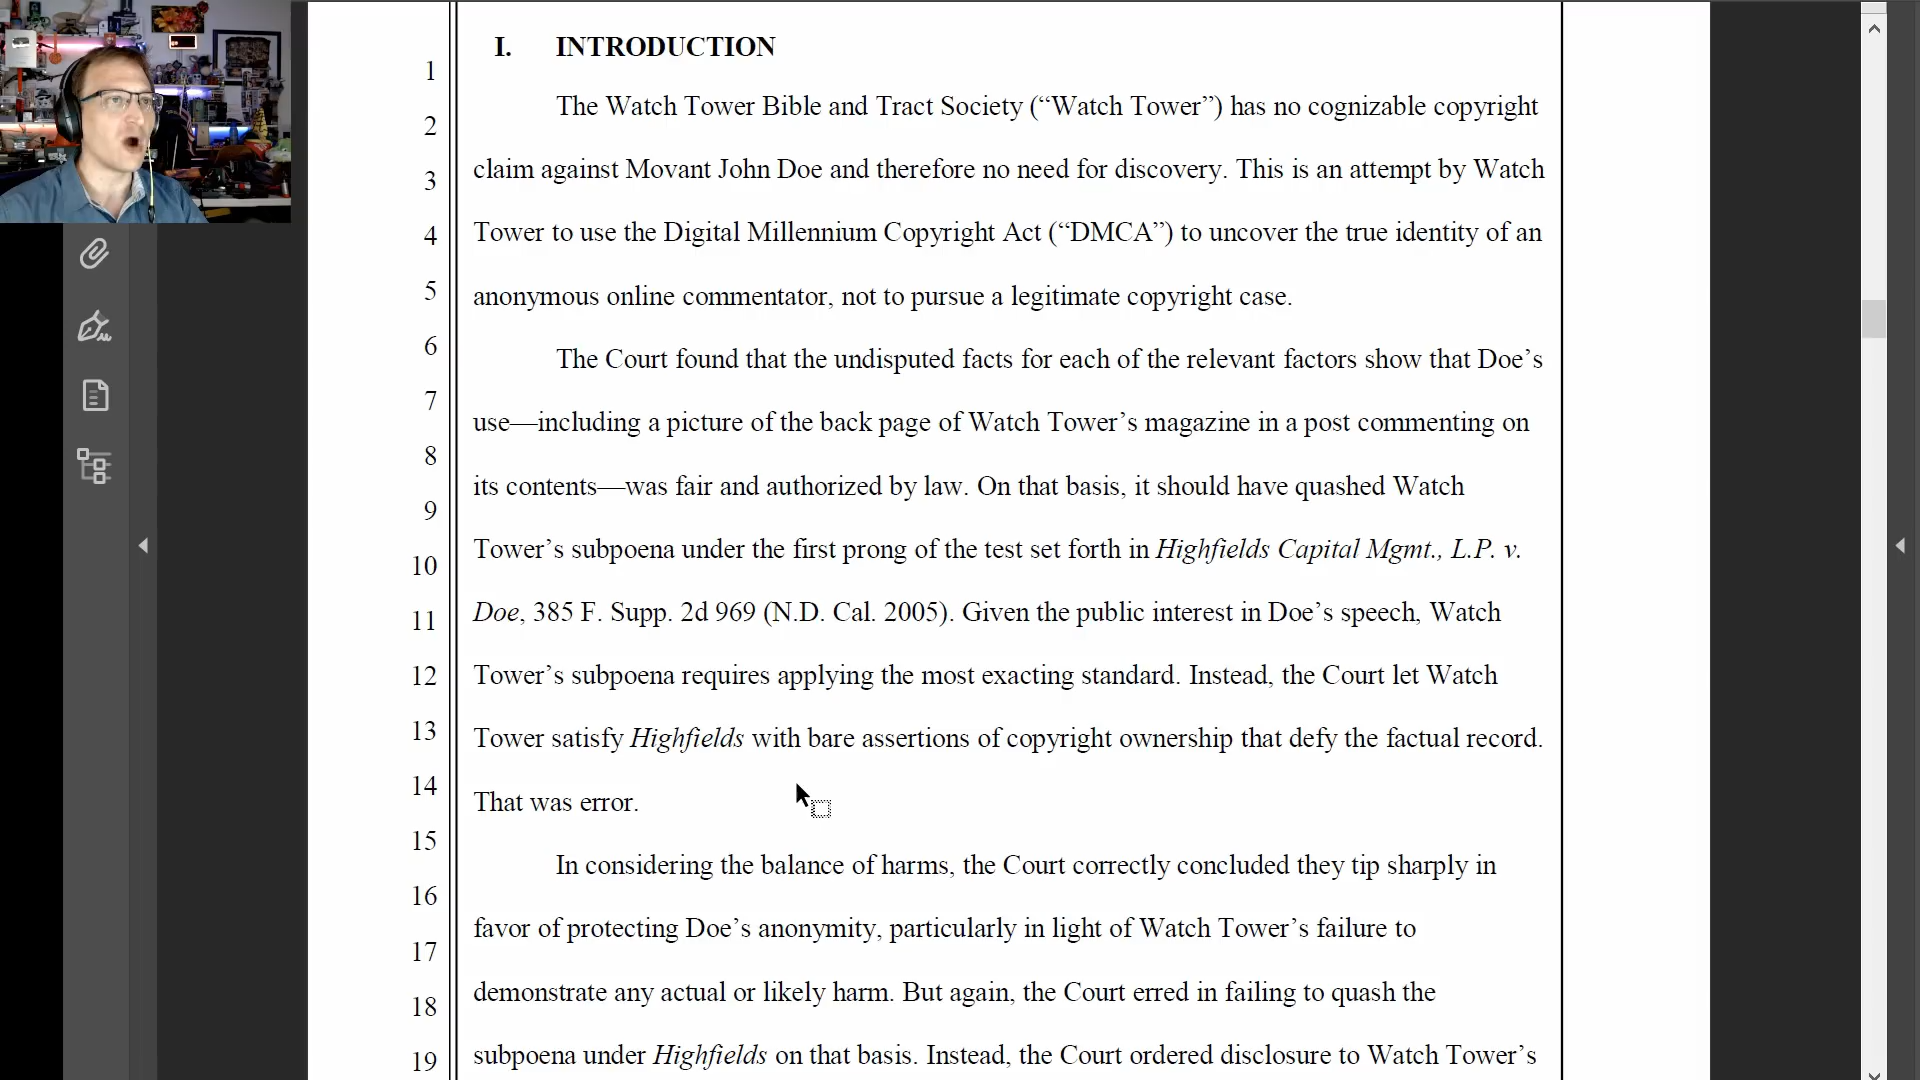 I. INTRODUCTION
1
The Watch Tower Bible and Tract Society (“Watch Tower”) has no cognizable copyright
2
claim against Movant John Doe and therefore no need for discovery. This is an attempt by Watch
3
Tower to use the Digital Millennium Copyright Act (“DMCA”) to uncover the true identity of an
4
anonymous online commentator, not to pursue a legitimate copyright case.
5
6
The Court found that the undisputed facts for each of the relevant factors show that Doe’s
7
use—including a picture of the back page of Watch Tower’s magazine in a post commenting on
8
its contents—was fair and authorized by law. On that basis, it should have quashed Watch
9
Tower’s subpoena under the first prong of the test set forth in Highfields Capital Mgmt., L.P. v.
10
Doe, 385 F. Supp. 2d 969 (N.D. Cal. 2005). Given the public interest in Doe’s speech, Watch
11
Tower’s subpoena requires applying the most exacting standard. Instead, the Court let Watch
12
Tower satisfy Highfields with bare assertions of copyright ownership that defy the factual record.
13
14
That was error.
15
In considering the balance of harms, the Court correctly concluded they tip sharply in
16
favor of protecting Doe’s anonymity, particularly in light of Watch Tower’s failure to
17
demonstrate any actual or likely harm. But again, the Court erred in failing to quash the
18
subpoena under Highfields on that basis. Instead, the Court ordered disclosure to Watch Tower’s
19